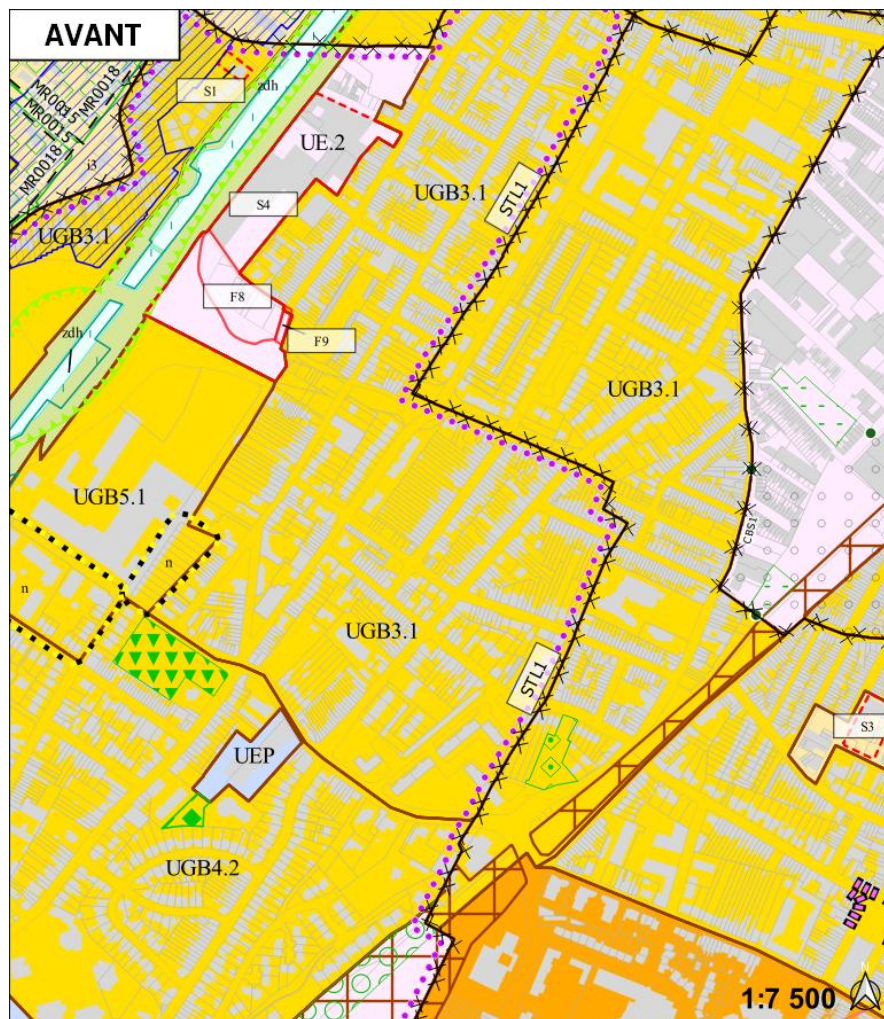 AVANT
MR0015
MR0015
MR0018
MR0018
S1
zdh
i3
UGB3.1
UE.2
S4
UGB3.1
STL1
F8
F9
zdh
UGB3.1
CBS1
UGB5.1
n
n
UGB3.1
STL1
S3
UEP
UGB4.2
N
1:7 500